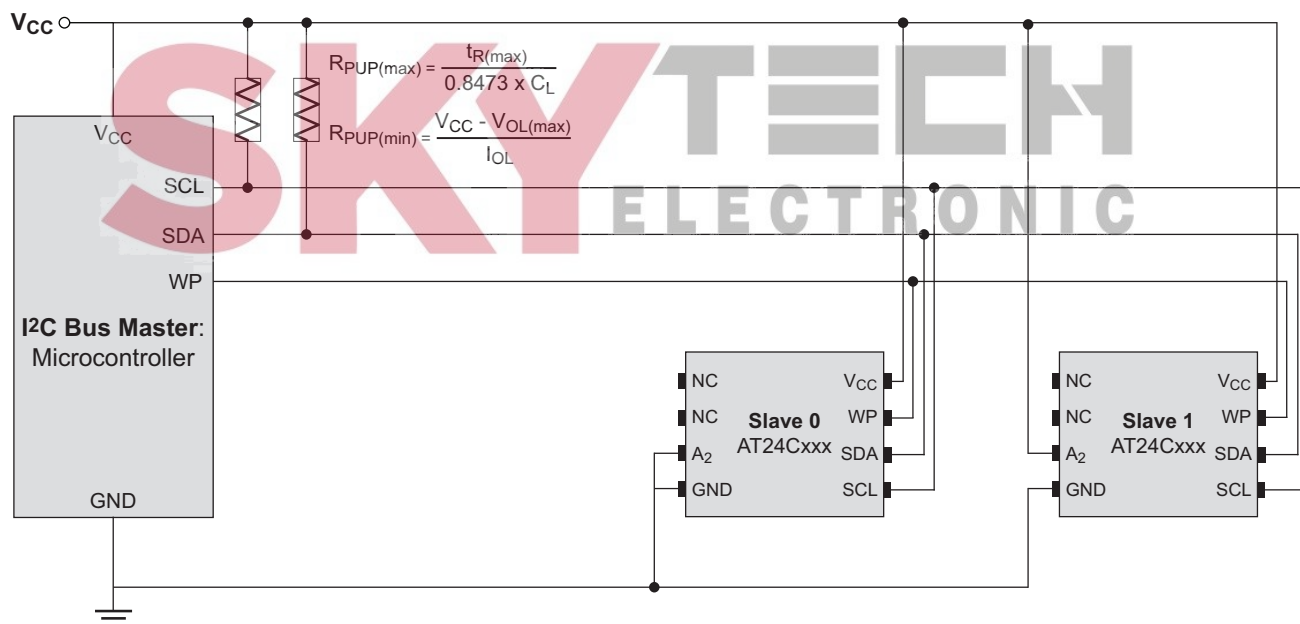 VCC
SKYTECH
ELECTRONIC
RPUP(max) = tR(max) / 0.8473 x CL
RPUP(min) = VCC - VOL(max) / IOL
VCC
SCL
SDA
WP
I2C Bus Master:
Microcontroller
GND
NC
NC
A2
GND
Slave 0
AT24Cxxx
VCC
WP
SDA
SCL
NC
NC
A2
GND
Slave 1
AT24Cxxx
VCC
WP
SDA
SCL